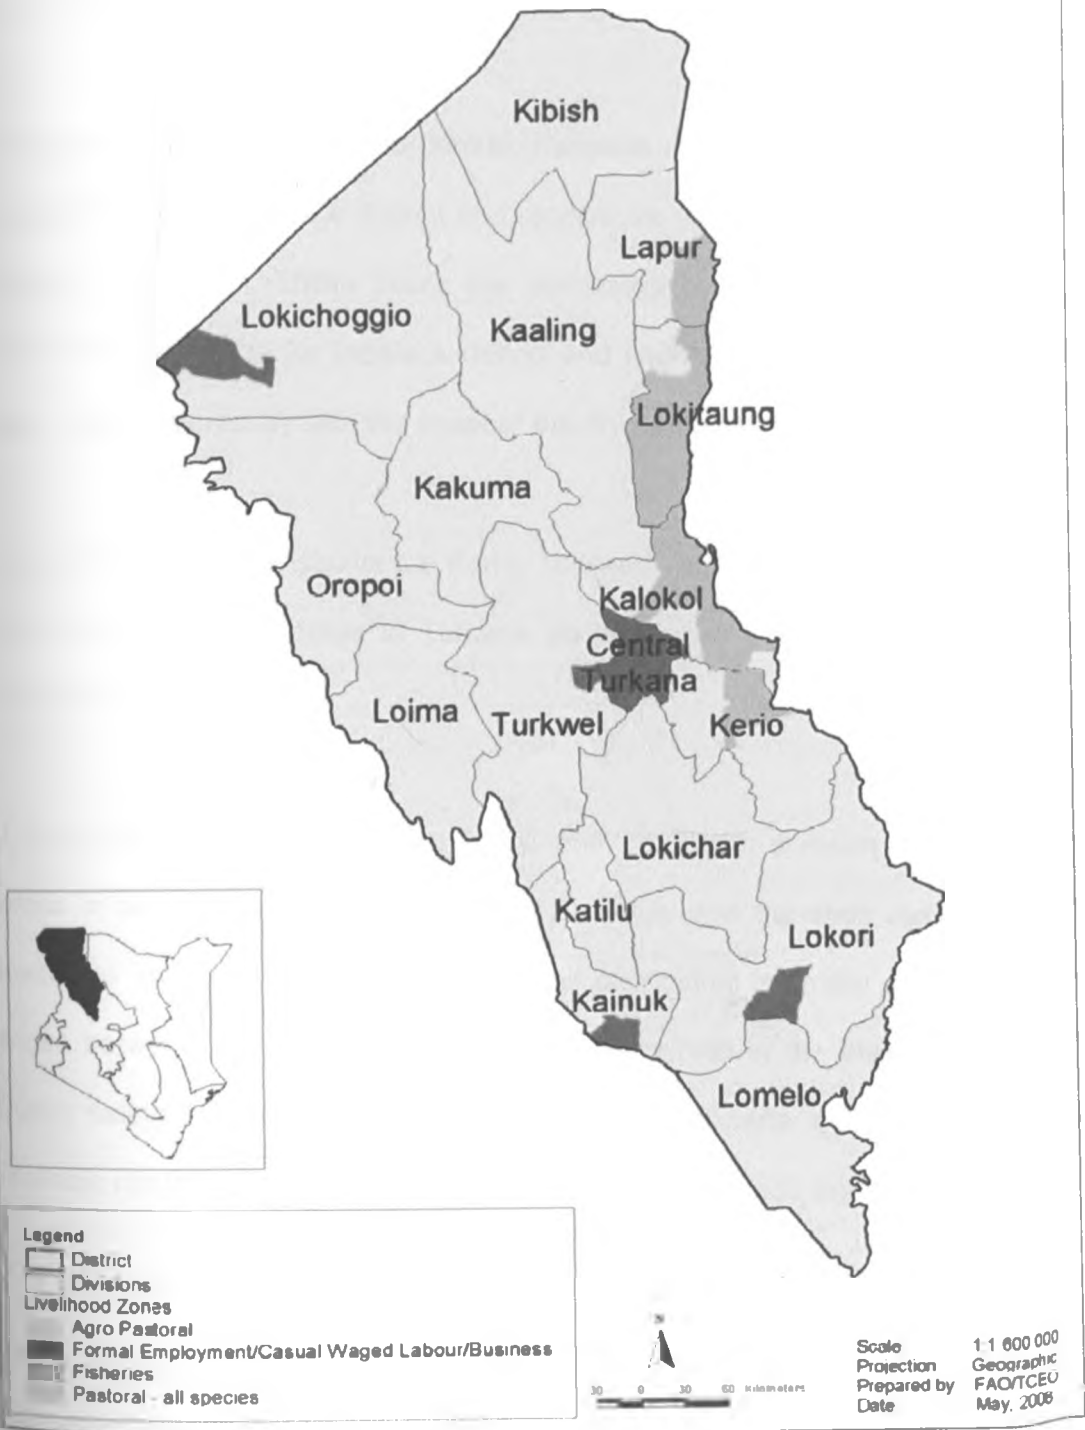 Kibish
Lapur
Lokichoggio
Kaaling
Lokitaung
Kakuma
Oropoi
Kalokol
Central
Turkana
Loima
Turkwel
Kerio
Lokichar
Katilu
Lokori
Kainuk
Lomelo
Legend
District
Divisions
Livelihood Zones
Agro Pastoral
Formal Employment/Casual Waged Labour/Business
Fisheries
Pastoral - all species
30 0 30 60 Kilometers
Scale 1:1 600 000
Projection Geographic
Prepared by FAO/TCEO
Date May, 2006